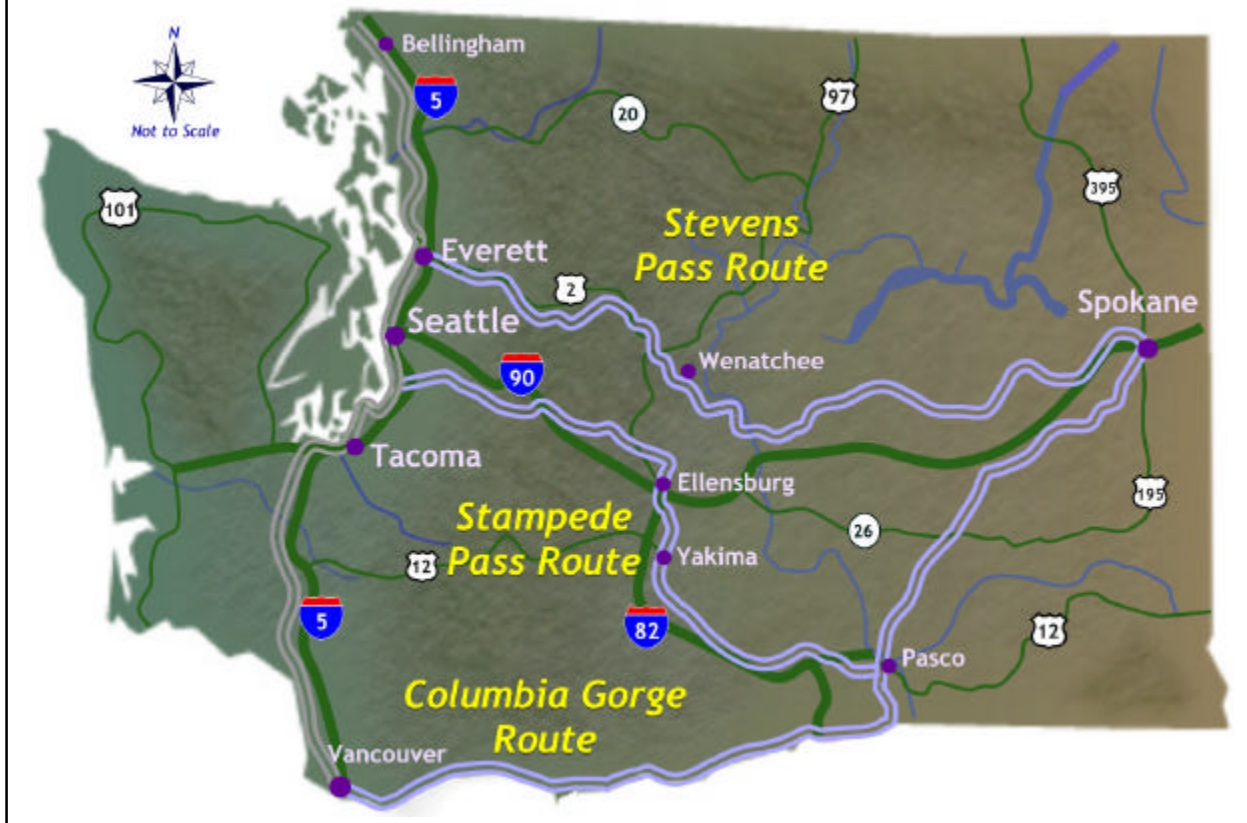 N
Not to Scale
Bellingham
5
20
97
101
395
Stevens
Pass Route
Everett
2
Spokane
Seattle
Wenatchee
90
Tacoma
Ellensburg
195
Stampede
Pass Route
26
Yakima
12
5
82
12
Pasco
Columbia Gorge
Route
Vancouver